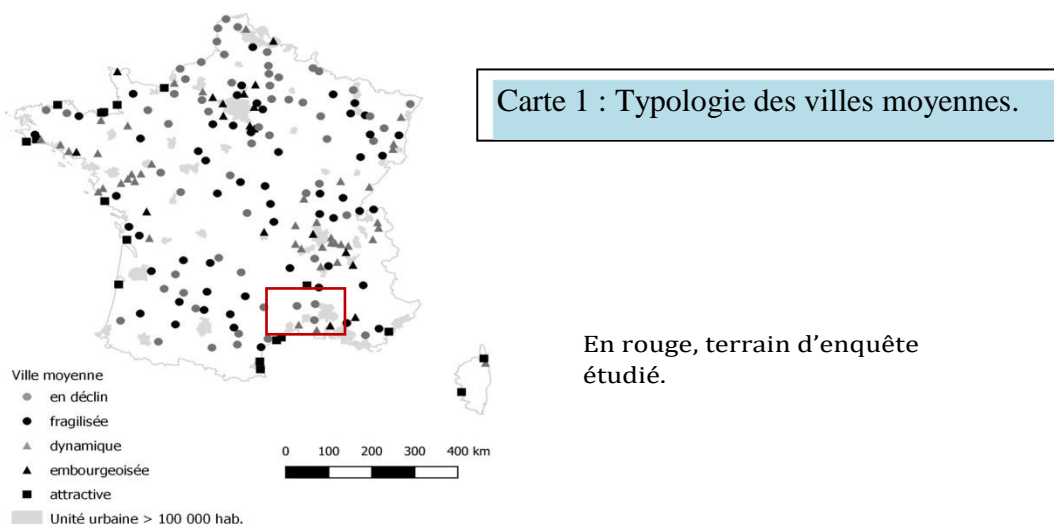 Carte 1 : Typologie des villes moyennes.
En rouge, terrain d'enquête
étudié.
Ville moyenne
en déclin
fragilisée
dynamique
embourgeoisée
attractive
Unité urbaine > 100 000 hab.
0 100 200 300 400 km